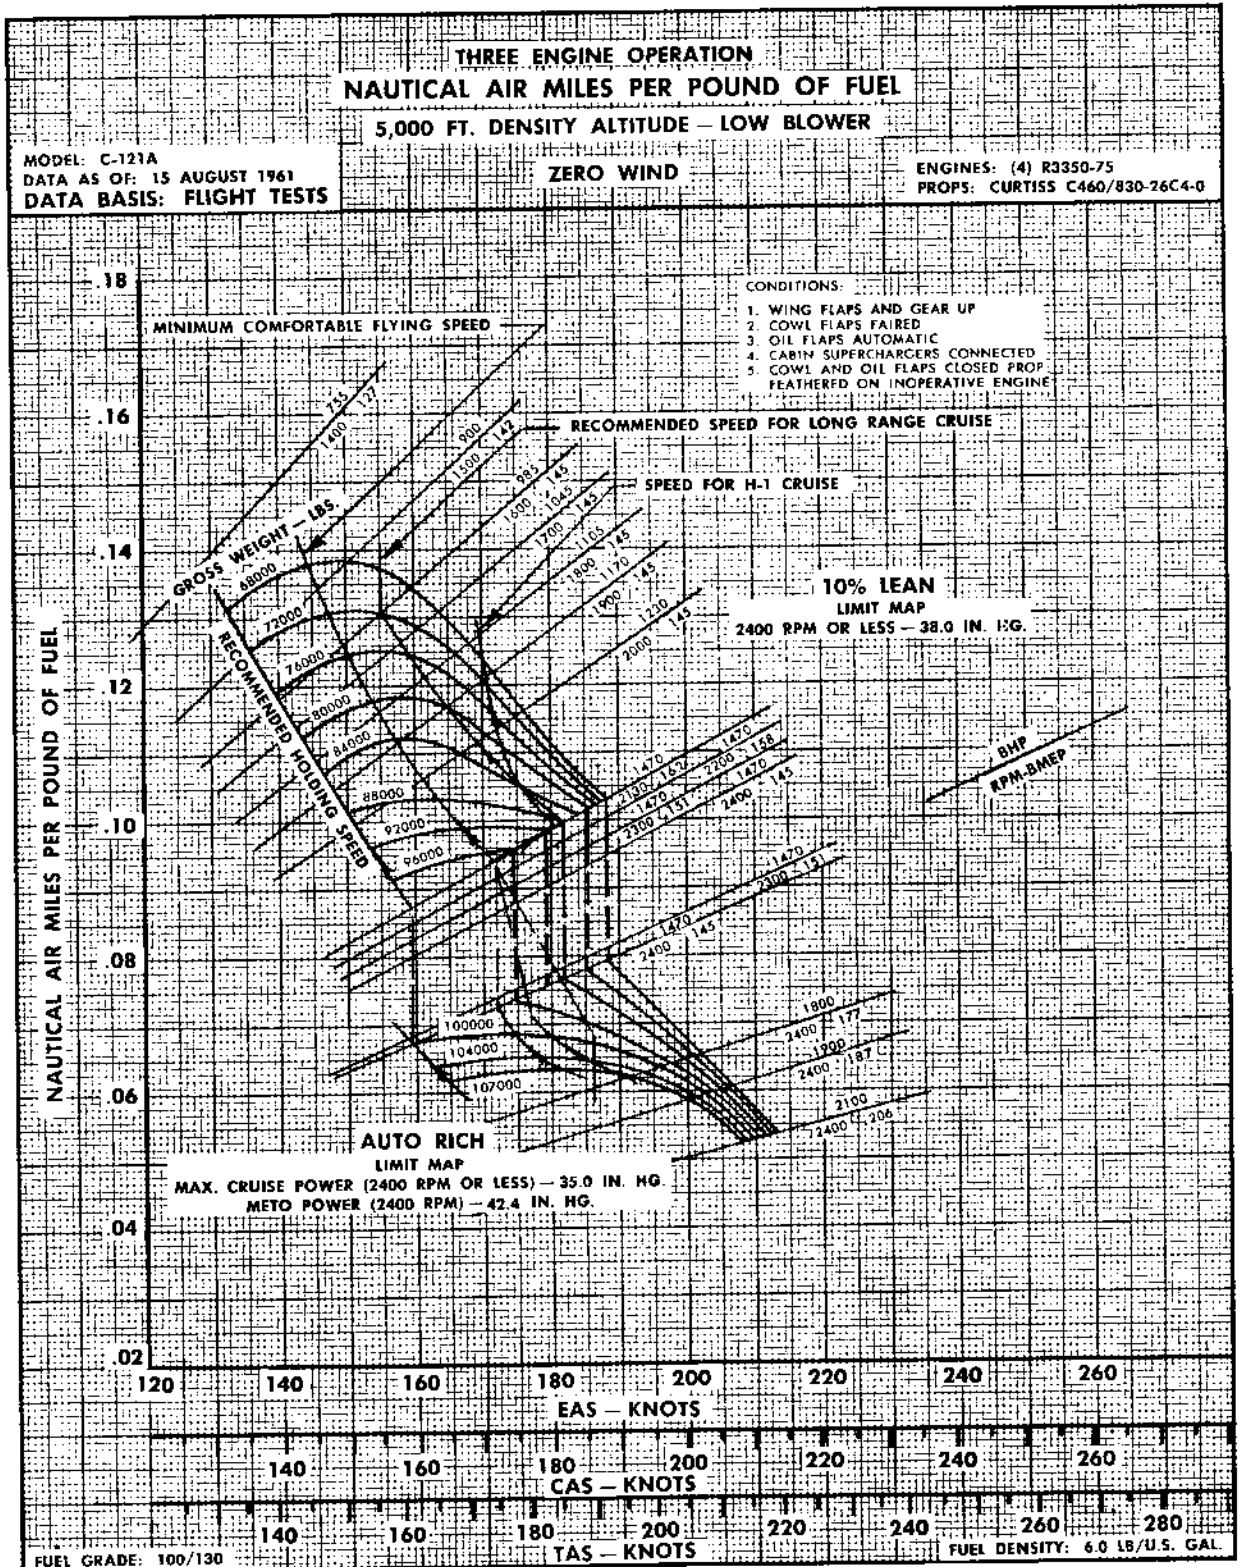 THREE ENGINE OPERATION
NAUTICAL AIR MILES PER POUND OF FUEL
5,000 FT. DENSITY ALTITUDE — LOW BLOWER
ZERO WIND
MODEL: C-121A
DATA AS OF: 15 AUGUST 1961
DATA BASIS: FLIGHT TESTS
ENGINES: (4) R3350-75
PROPS: CURTISS C460/830-26C4-0
CONDITIONS:
1. WING FLAPS AND GEAR UP
2. COWL FLAPS FAIRED
3. OIL FLAPS AUTOMATIC
4. CABIN SUPERCHARGERS CONNECTED
5. COWL AND OIL FLAPS CLOSED PROP
FEATHERED ON INOPERATIVE ENGINE
MINIMUM COMFORTABLE FLYING SPEED
RECOMMENDED SPEED FOR LONG RANGE CRUISE
SPEED FOR H-1 CRUISE
10% LEAN
LIMIT MAP
2400 RPM OR LESS — 38.0 IN. HG.
GROSS WEIGHT — LBS.
RECOMMENDED HOLDING SPEED
755
1400 127
900
1500 142
985
1600 145
1045
1700 145
1105
1800 145
1170
1900 145
1230
2000 145
68000
72000
76000
80000
84000
88000
92000
96000
1470
2130 162
1470
2200 158
1470
2300 151
1470
2400 145
BHP
RPM-BMEP
1470
2300 151
1470
2400 145
1800
2400 177
1900
2400 187
2100
2400 206
100000
104000
107000
AUTO RICH
LIMIT MAP
MAX. CRUISE POWER (2400 RPM OR LESS) — 35.0 IN. HG.
METO POWER (2400 RPM) — 42.4 IN. HG.
NAUTICAL AIR MILES PER POUND OF FUEL
.18
.16
.14
.12
.10
.08
.06
.04
.02
120 140 160 180 200 220 240 260
EAS — KNOTS
140 160 180 200 220 240 260
CAS — KNOTS
140 160 180 200 220 240 260 280
TAS — KNOTS
FUEL GRADE: 100/130
FUEL DENSITY: 6.0 LB/U.S. GAL.